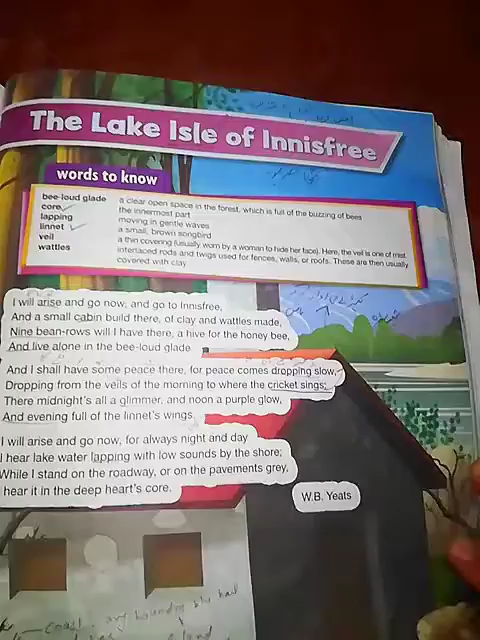 The Lake Isle of Innisfree
words to know
bee-loud glade a clear open space in the forest, which is full of the buzzing of bees
core the innermost part
lapping moving in gentle waves
linnet a small, brown songbird
veil a thin covering (usually worn by a woman to hide her face). Here, the veil is one of mist.
wattles interlaced rods and twigs used for fences, walls, or roofs. These are then usually
covered with clay
I will arise and go now, and go to Innisfree,
And a small cabin build there, of clay and wattles made,
Nine bean-rows will I have there, a hive for the honey bee,
And live alone in the bee-loud glade.
And I shall have some peace there, for peace comes dropping slow,
Dropping from the veils of the morning to where the cricket sings;
There midnight's all a glimmer, and noon a purple glow,
And evening full of the linnet's wings.
I will arise and go now, for always night and day
I hear lake water lapping with low sounds by the shore;
While I stand on the roadway, or on the pavements grey,
hear it in the deep heart's core.
W.B. Yeats